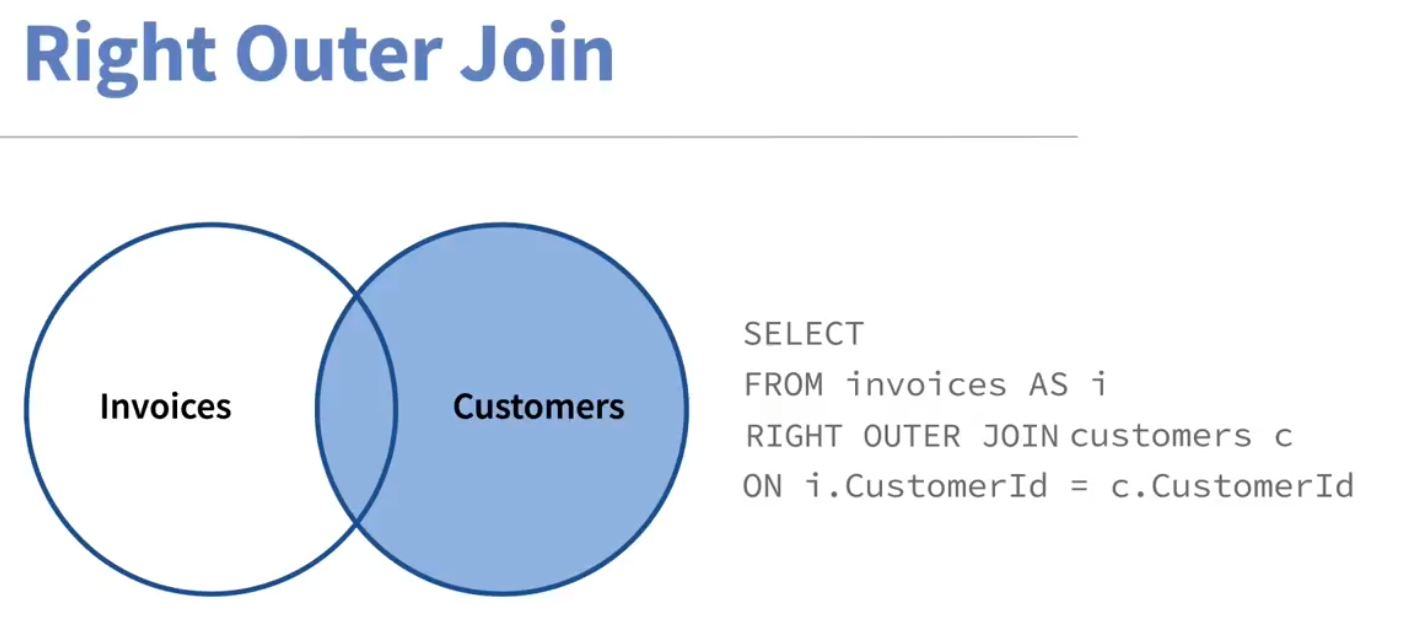 Right Outer Join
Invoices
Customers
SELECT
FROM invoices AS i
RIGHT OUTER JOIN customers c
ON i.CustomerId = c.CustomerId